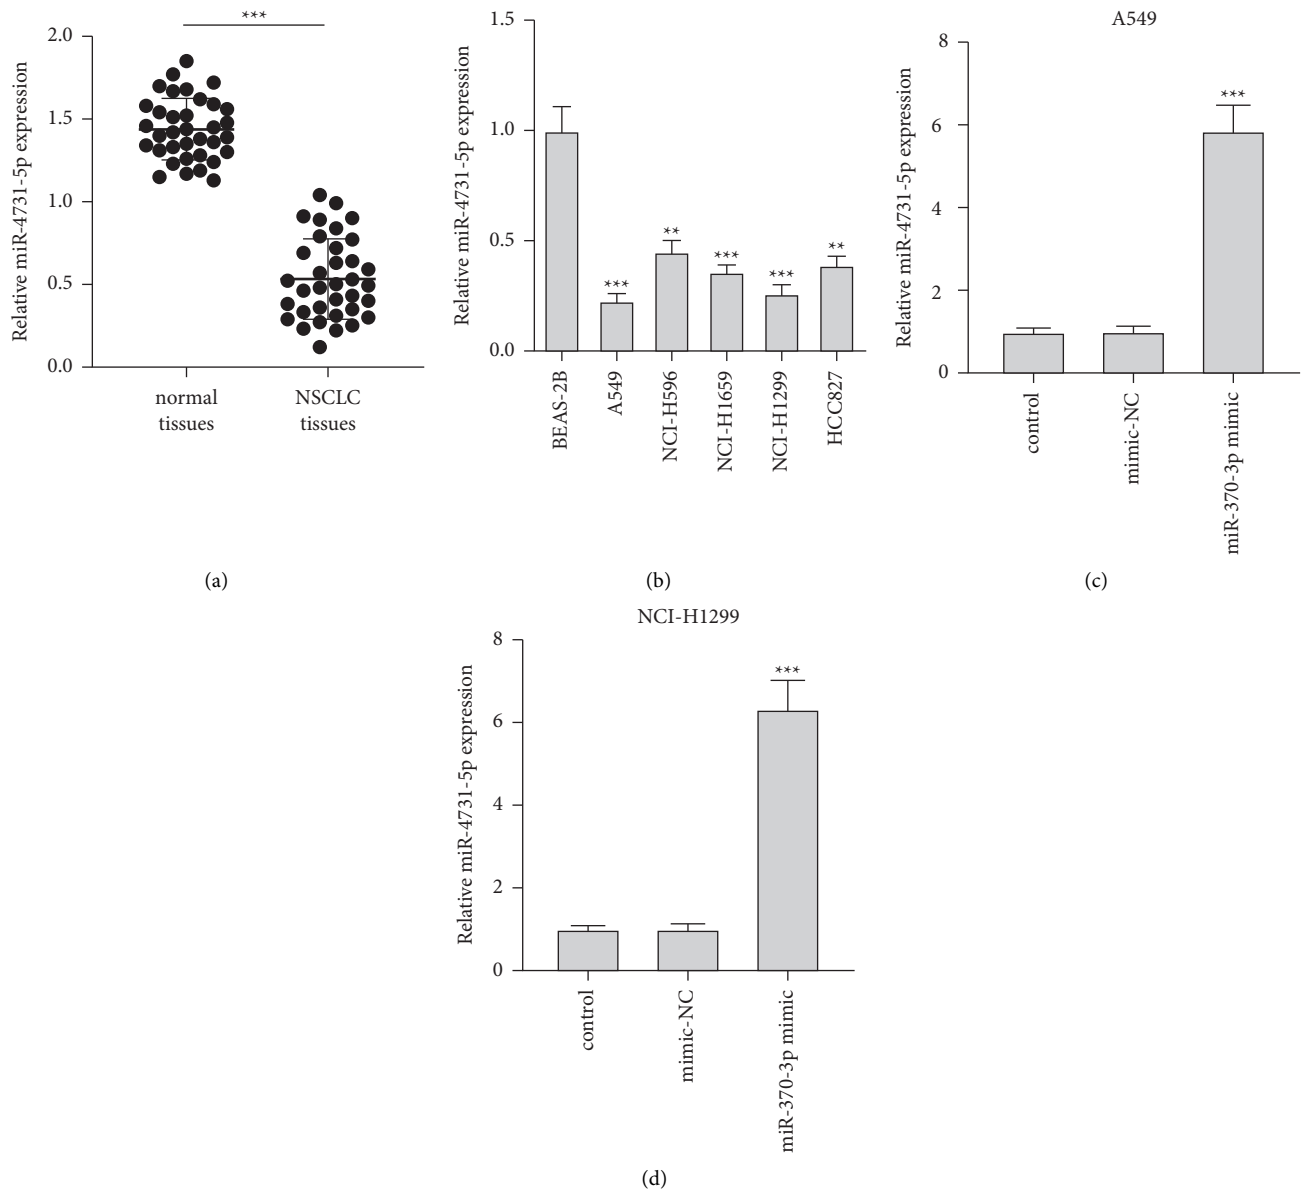 ***
Relative miR-4731-5p expression
2.0
1.5
1.0
0.5
0.0
normal
tissues
NSCLC
tissues
(a)
Relative miR-4731-5p expression
1.5
1.0
0.5
0.0
***
**
***
***
**
BEAS-2B
A549
NCI-H596
NCI-H1659
NCI-H1299
HCC827
(b)
A549
Relative miR-4731-5p expression
8
6
4
2
0
***
control
mimic-NC
miR-370-3p mimic
(c)
NCI-H1299
Relative miR-4731-5p expression
8
6
4
2
0
***
control
mimic-NC
miR-370-3p mimic
(d)